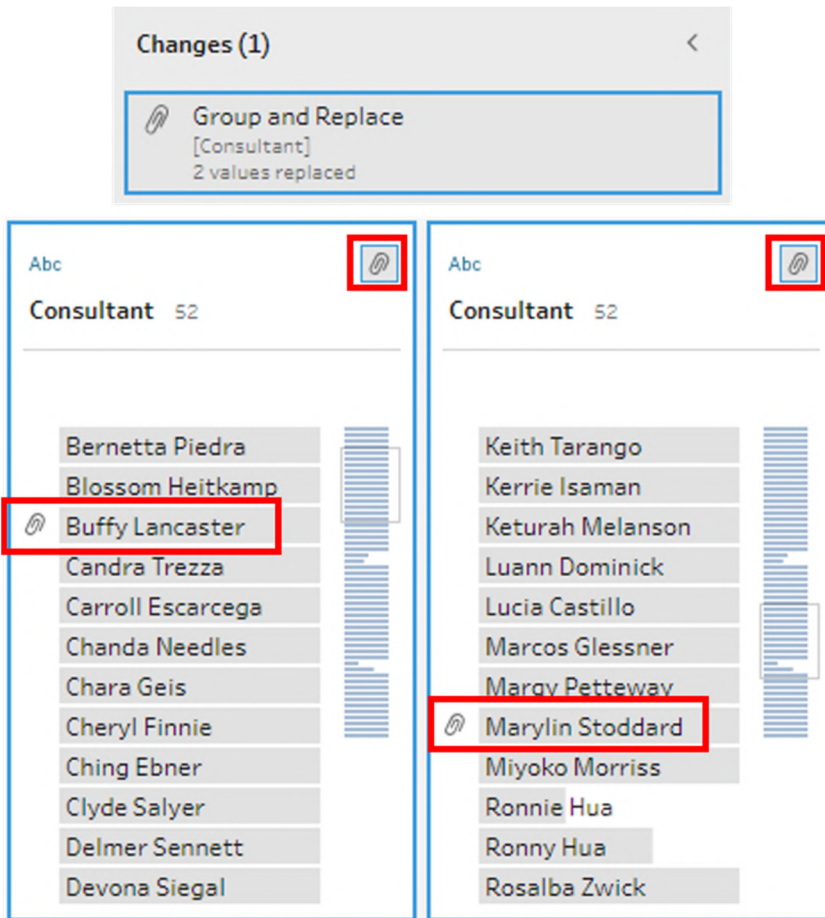 Changes (1)
Group and Replace
[Consultant]
2 values replaced
Abc
Consultant 52
Bernetta Piedra
Blossom Heitkamp
Buffy Lancaster
Candra Trezza
Carroll Escarcega
Chanda Needles
Chara Geis
Cheryl Finnie
Ching Ebner
Clyde Salyer
Delmer Sennett
Devona Siegal
Abc
Consultant 52
Keith Tarango
Kerrie Isaman
Keturah Melanson
Luann Dominick
Lucia Castillo
Marcos Glessner
Margy Petteway
Marylin Stoddard
Miyoko Morriss
Ronnie Hua
Ronny Hua
Rosalba Zwick